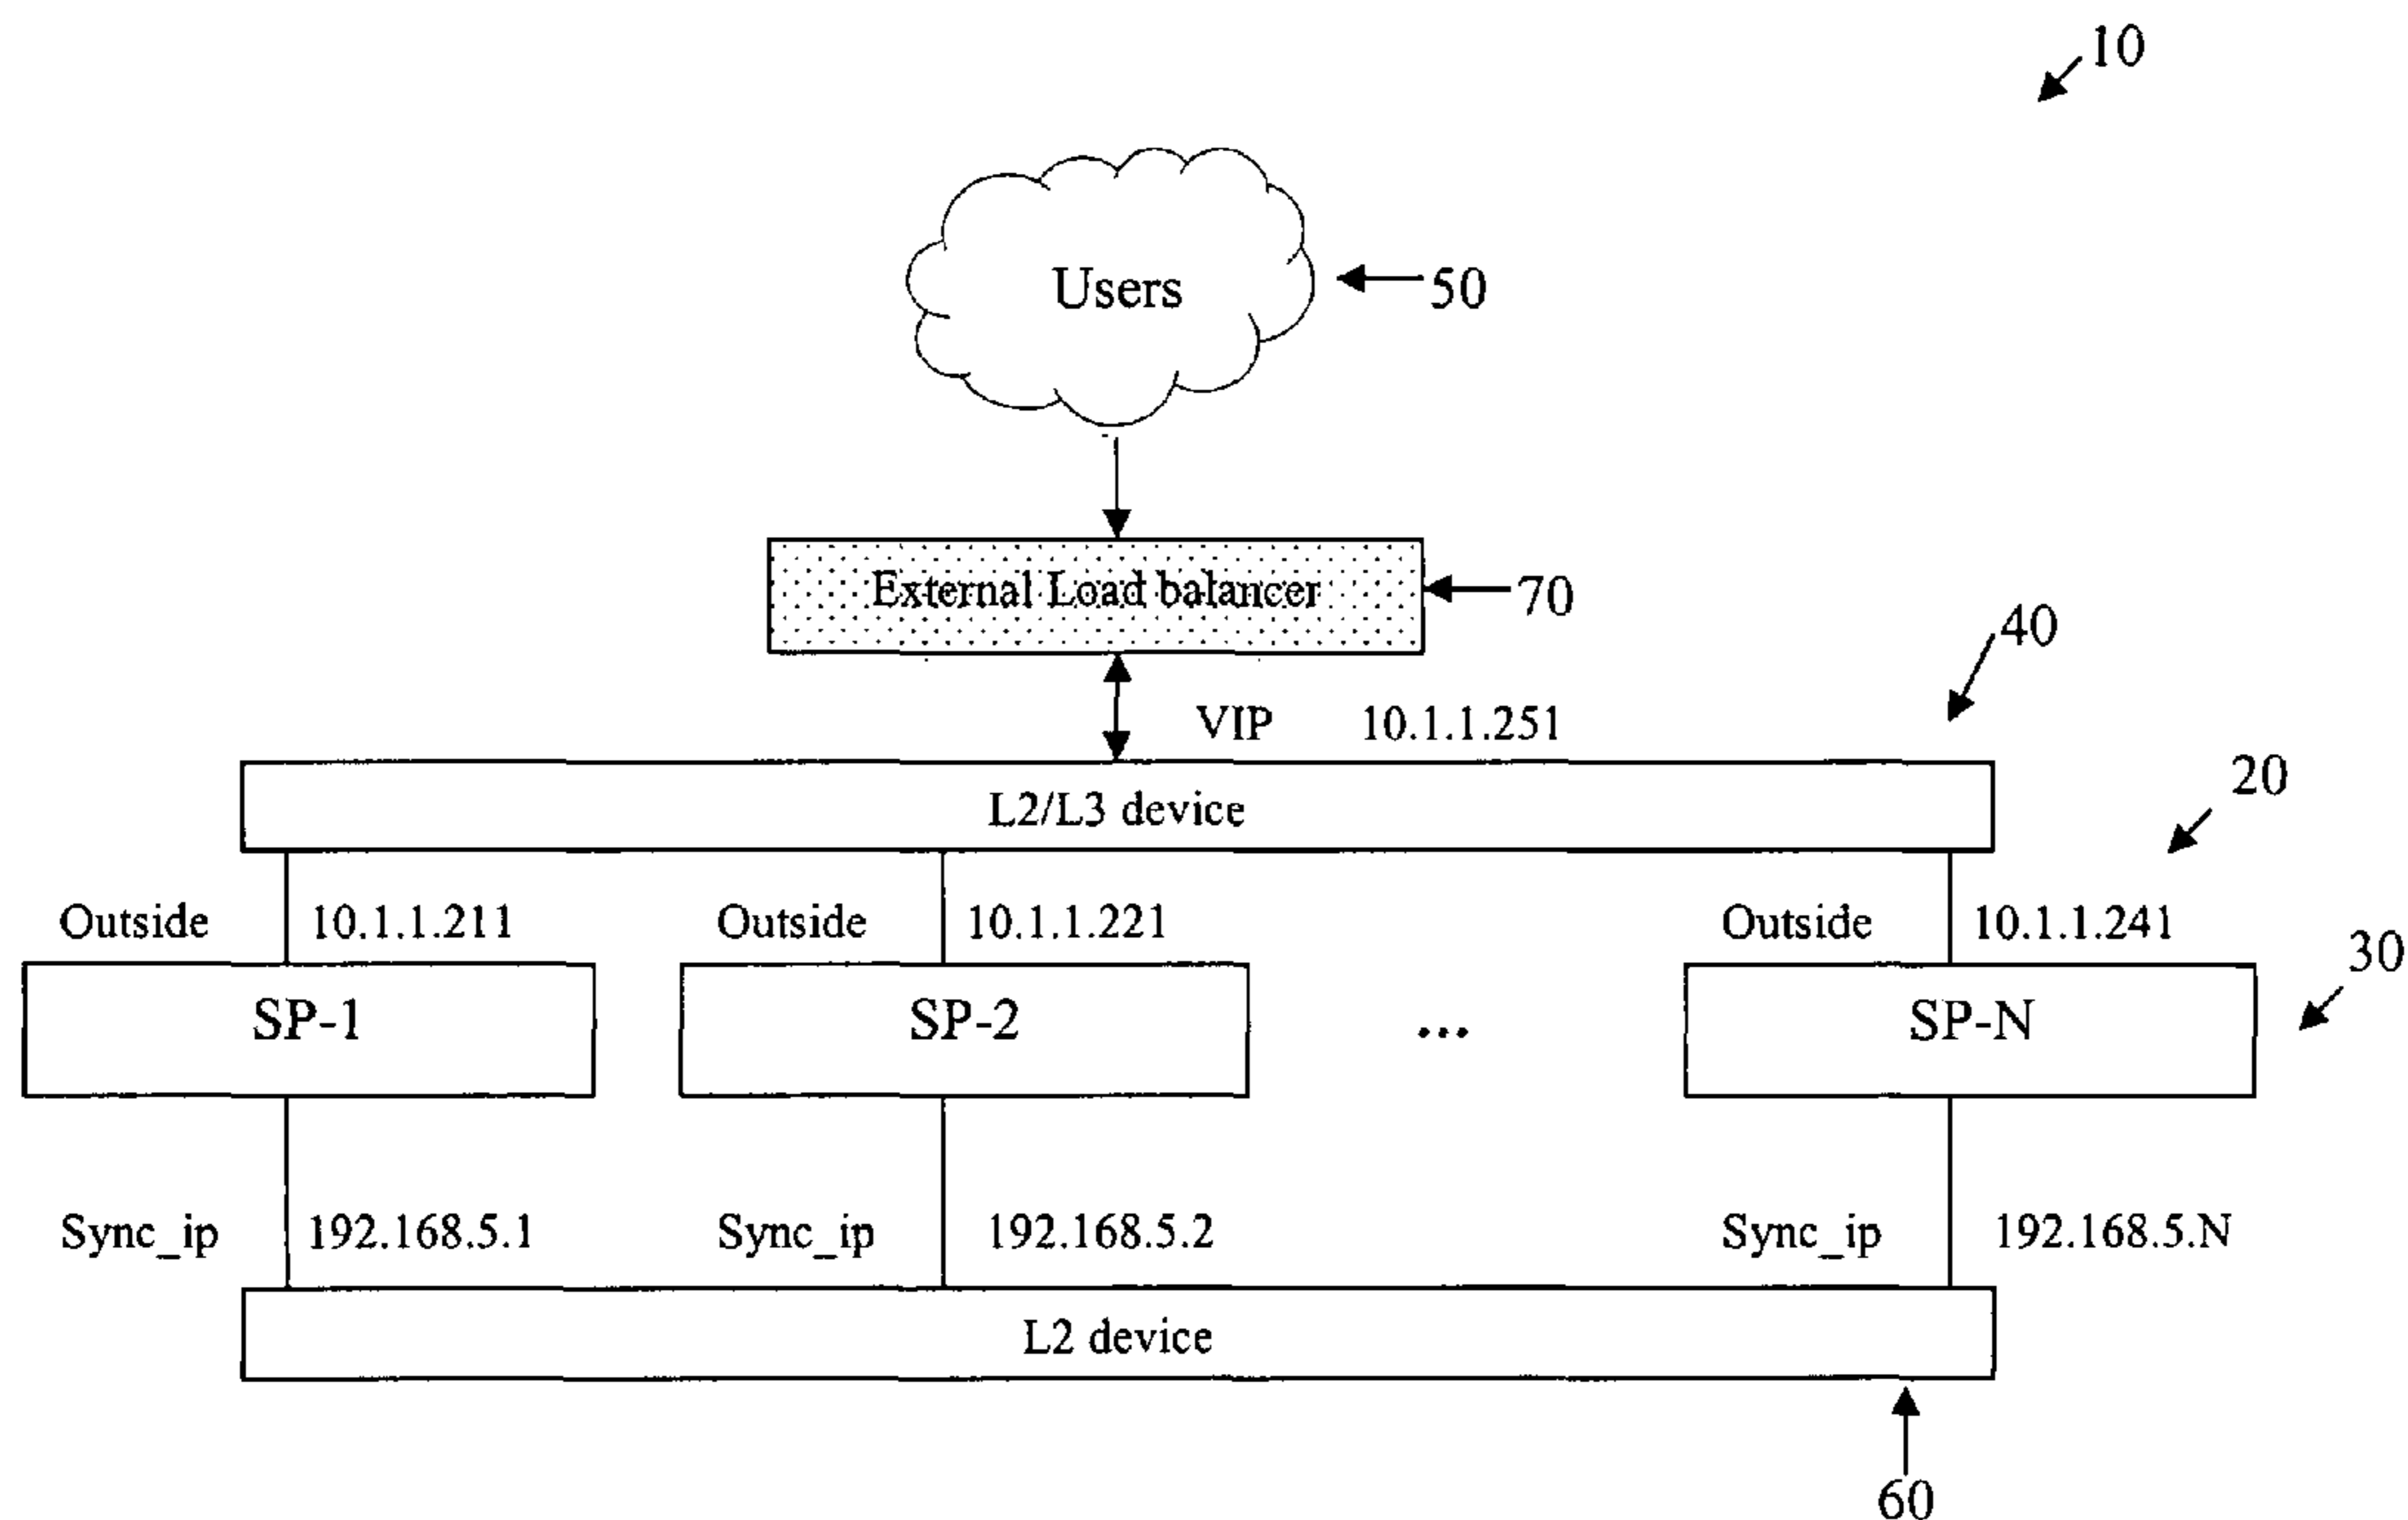 10
Users
50
External Load balancer
70
40
VIP 10.1.1.251
20
L2/L3 device
Outside 10.1.1.211 Outside 10.1.1.221 Outside 10.1.1.241
30
SP-1 SP-2 ... SP-N
Sync_ip 192.168.5.1 Sync_ip 192.168.5.2 Sync_ip 192.168.5.N
L2 device
60